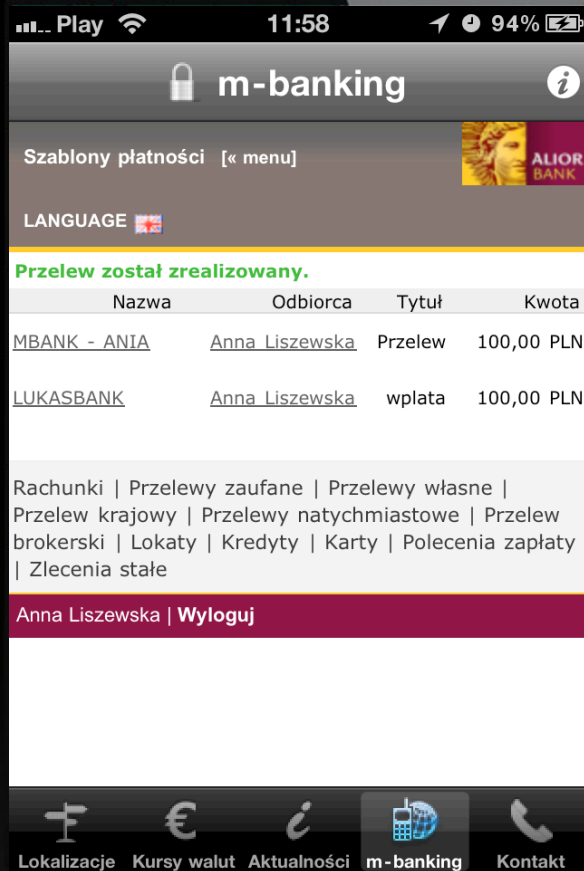 Play 11:58 94%
m-banking i
Szablony płatności [« menu]
ALIOR
BANK
LANGUAGE
Przelew został zrealizowany.
Nazwa Odbiorca Tytuł Kwota
MBANK - ANIA Anna Liszewska Przelew 100,00 PLN
LUKASBANK Anna Liszewska wplata 100,00 PLN
Rachunki | Przelewy zaufane | Przelewy własne |
Przelew krajowy | Przelewy natychmiastowe | Przelew
brokerski | Lokaty | Kredyty | Karty | Polecenia zapłaty
| Zlecenia stałe
Anna Liszewska | Wyloguj
Lokalizacje Kursy walut Aktualności m-banking Kontakt